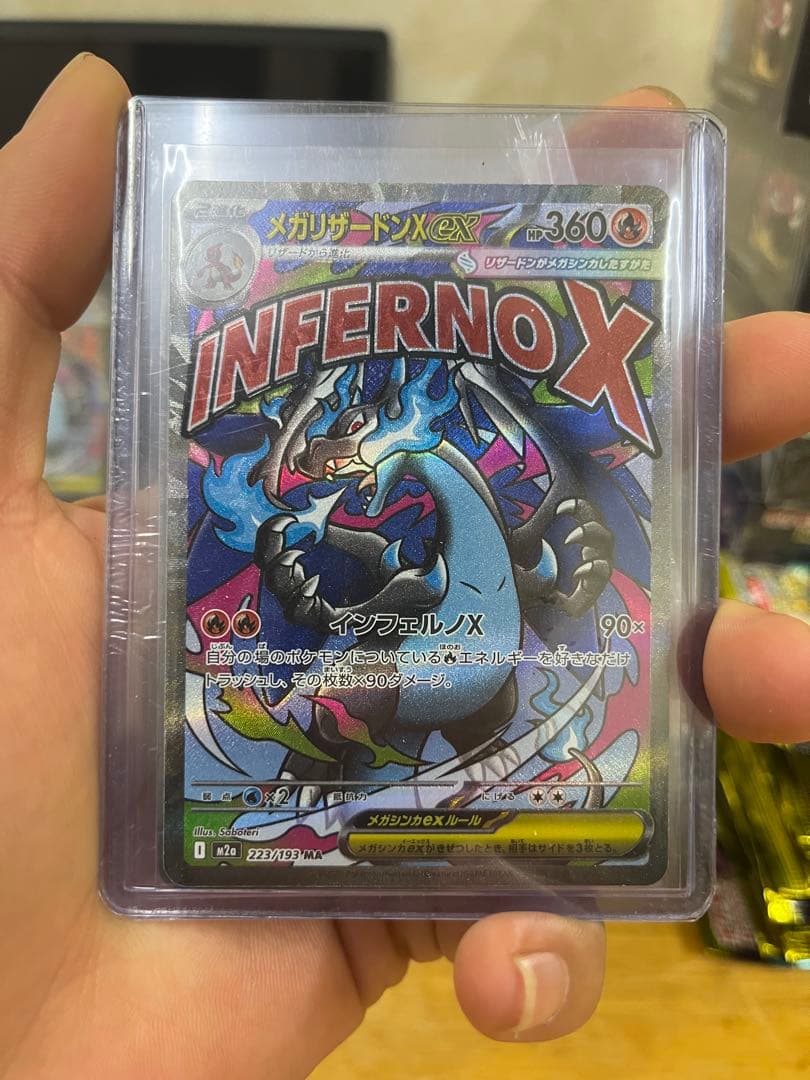 2進化
メガリザードンXex HP360
リザードから進化
リザードンがメガシンカしたすがた
INFERNO X
インフェルノX 90×
自分の場のポケモンについている エネルギーを好きなだけ
トラッシュし、その枚数×90ダメージ。
弱点 ×2 抵抗力 にげる
メガシンカexルール
メガシンカexがきぜつしたとき、相手はサイドを3枚とる。
Illus. Saboteri
I m2a 223/193 MA